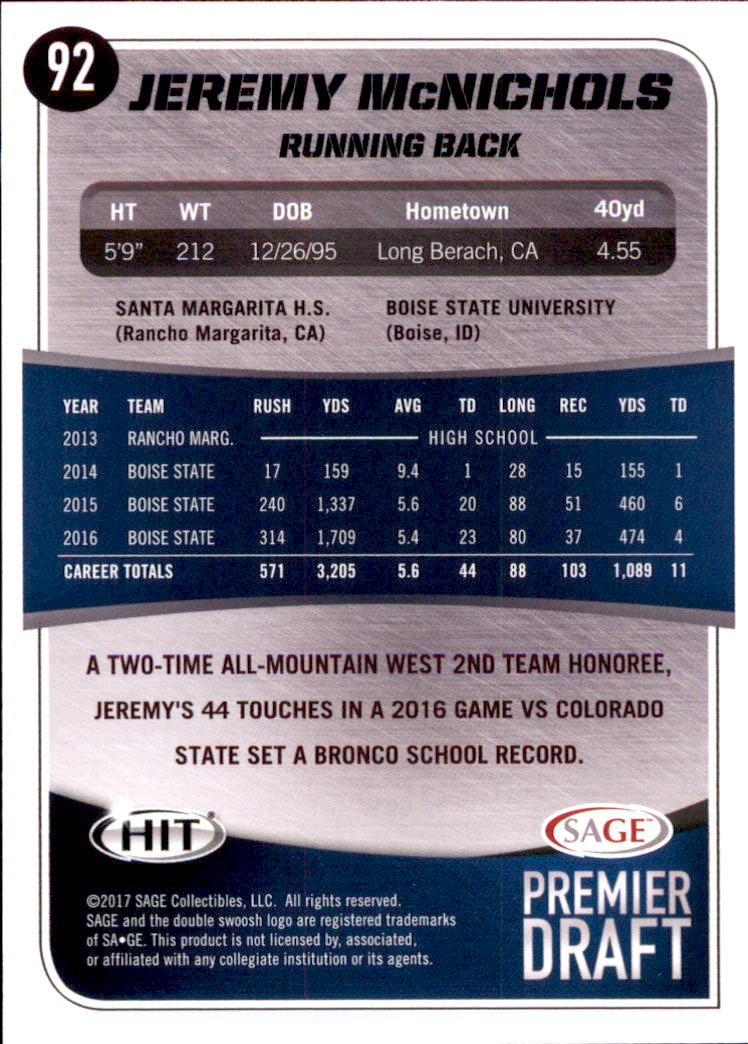 92
JEREMY McNICHOLS
RUNNING BACK
HT WT DOB Hometown 40yd
5'9" 212 12/26/95 Long Berach, CA 4.55
SANTA MARGARITA H.S. BOISE STATE UNIVERSITY
(Rancho Margarita, CA) (Boise, ID)
YEAR TEAM RUSH YDS AVG TD LONG REC YDS TD
2013 RANCHO MARG. HIGH SCHOOL
2014 BOISE STATE 17 159 9.4 1 28 15 155 1
2015 BOISE STATE 240 1,337 5.6 20 88 51 460 6
2016 BOISE STATE 314 1,709 5.4 23 80 37 474 4
CAREER TOTALS 571 3,205 5.6 44 88 103 1,089 11
A TWO-TIME ALL-MOUNTAIN WEST 2ND TEAM HONOREE,
JEREMY'S 44 TOUCHES IN A 2016 GAME VS COLORADO
STATE SET A BRONCO SCHOOL RECORD.
HIT® SAGE™
PREMIER
DRAFT
©2017 SAGE Collectibles, LLC. All rights reserved.
SAGE and the double swoosh logo are registered trademarks
of SA•GE. This product is not licensed by, associated,
or affiliated with any collegiate institution or its agents.